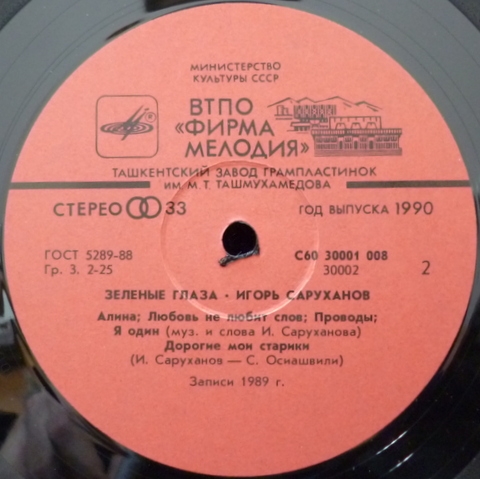 МИНИСТЕРСТВО
КУЛЬТУРЫ СССР
ВТПО
«ФИРМА
МЕЛОДИЯ»
ТАШКЕНТСКИЙ ЗАВОД ГРАМПЛАСТИНОК
ИМ. М. Т. ТАШМУХАМЕДОВА
СТЕРЕО 33 ГОД ВЫПУСКА 1990
ГОСТ 5289-88 С60 30001 008
Гр. 3. 2-25 30002 2
ЗЕЛЕНЫЕ ГЛАЗА · ИГОРЬ САРУХАНОВ
Алина; Любовь не любит слов; Проводы;
Я один (муз. и слова И. Саруханова)
Дорогие мои старики
(И. Саруханов — С. Осиашвили)
Записи 1989 г.